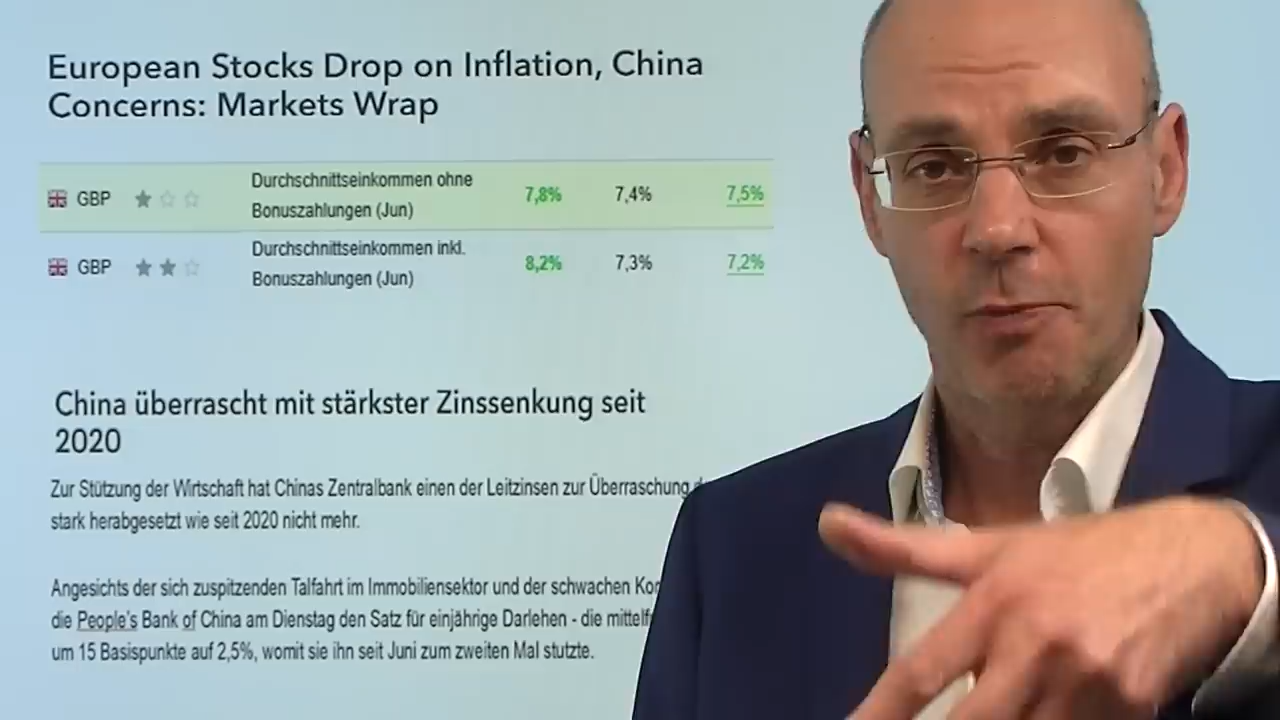 European Stocks Drop on Inflation, China
Concerns: Markets Wrap
GBP Durchschnittseinkommen ohne 7,8% 7,4% 7,5%
Bonuszahlungen (Jun)
GBP Durchschnittseinkommen inkl. 8,2% 7,3% 7,2%
Bonuszahlungen (Jun)
China überrascht mit stärkster Zinssenkung seit
2020
Zur Stützung der Wirtschaft hat Chinas Zentralbank einen der Leitzinsen zur Überraschung
stark herabgesetzt wie seit 2020 nicht mehr.
Angesichts der sich zuspitzenden Talfahrt im Immobiliensektor und der schwachen
die People's Bank of China am Dienstag den Satz für einjährige Darlehen - die
um 15 Basispunkte auf 2,5%, womit sie ihn seit Juni zum zweiten Mal stutzte.